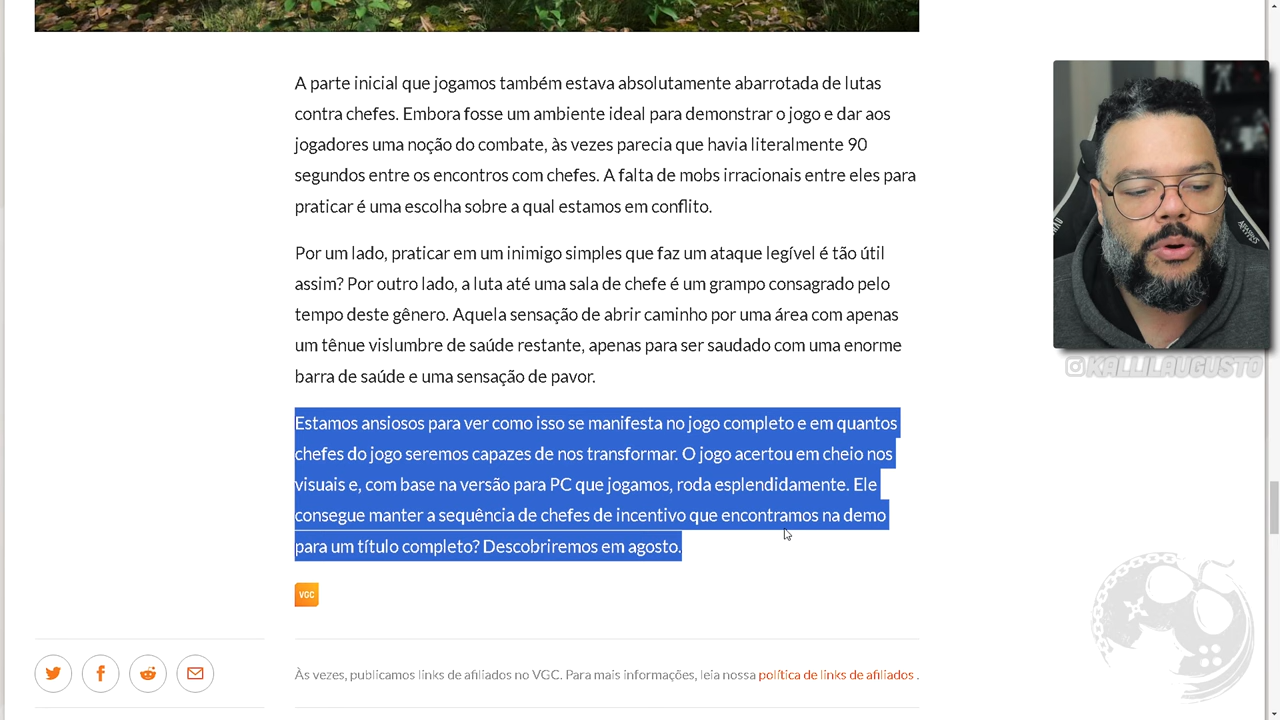 A parte inicial que jogamos também estava absolutamente abarrotada de lutas
contra chefes. Embora fosse um ambiente ideal para demonstrar o jogo e dar aos
jogadores uma noção do combate, às vezes parecia que havia literalmente 90
segundos entre os encontros com chefes. A falta de mobs irracionais entre eles para
praticar é uma escolha sobre a qual estamos em conflito.
Por um lado, praticar em um inimigo simples que faz um ataque legível é tão útil
assim? Por outro lado, a luta até uma sala de chefe é um grampo consagrado pelo
tempo deste gênero. Aquela sensação de abrir caminho por uma área com apenas
um tênue vislumbre de saúde restante, apenas para ser saudado com uma enorme
barra de saúde e uma sensação de pavor.
Estamos ansiosos para ver como isso se manifesta no jogo completo e em quantos
chefes do jogo seremos capazes de nos transformar. O jogo acertou em cheio nos
visuais e, com base na versão para PC que jogamos, roda esplendidamente. Ele
consegue manter a sequência de chefes de incentivo que encontramos na demo
para um título completo? Descobriremos em agosto.
VGC
Às vezes, publicamos links de afiliados no VGC. Para mais informações, leia nossa política de links de afiliados .
@KALLILAUGUSTO